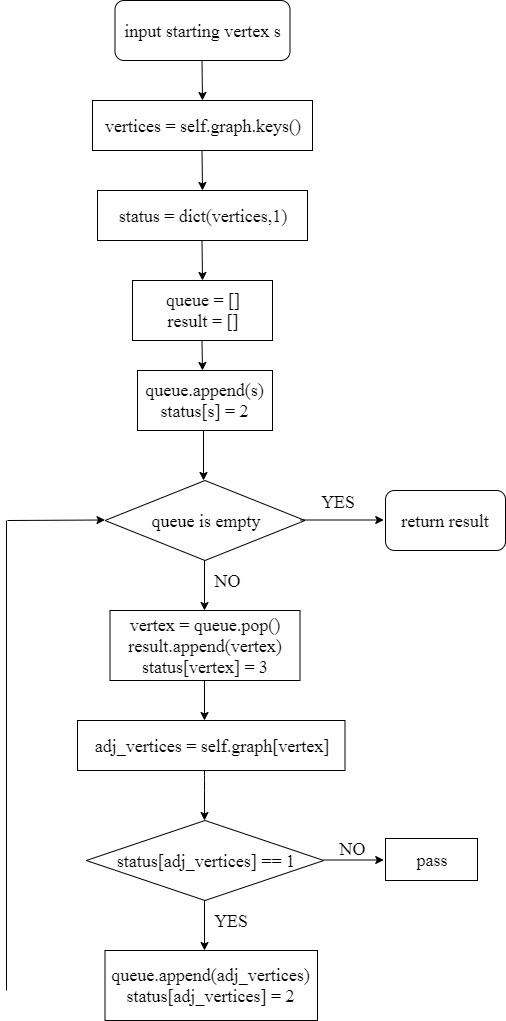 input starting vertex s
vertices = self.graph.keys()
status = dict(vertices,1)
queue = []
result = []
queue.append(s)
status[s] = 2
queue is empty
YES
return result
NO
vertex = queue.pop()
result.append(vertex)
status[vertex] = 3
adj_vertices = self.graph[vertex]
status[adj_vertices] == 1
NO
pass
YES
queue.append(adj_vertices)
status[adj_vertices] = 2